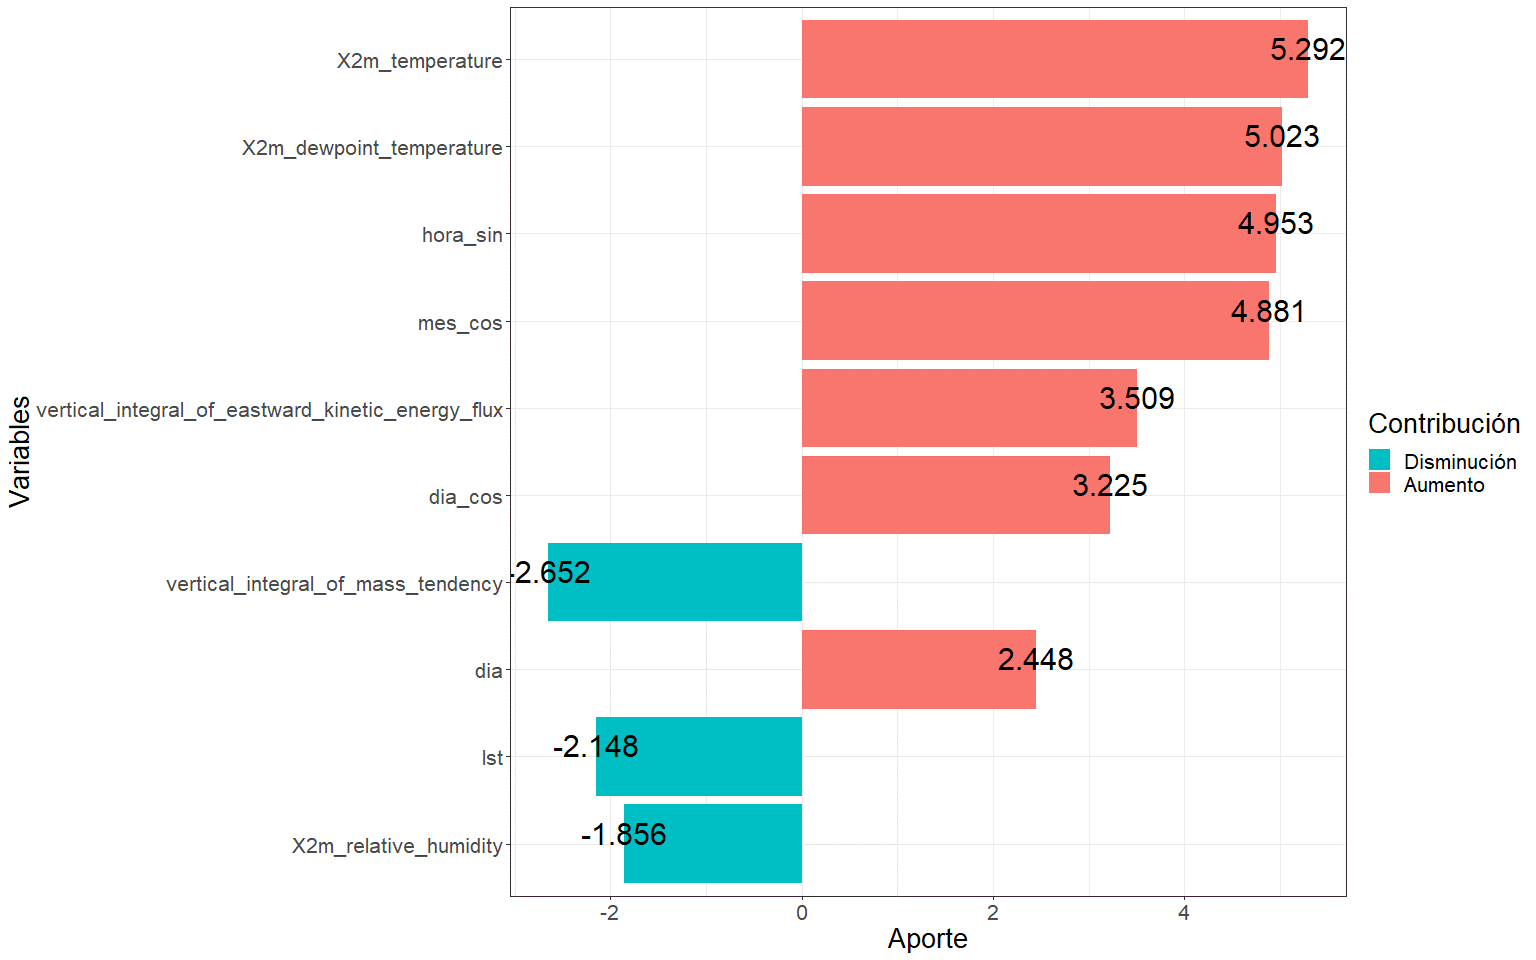 X2m_temperature
5.292
X2m_dewpoint_temperature
5.023
hora_sin
4.953
mes_cos
4.881
vertical_integral_of_eastward_kinetic_energy_flux
3.509
dia_cos
3.225
vertical_integral_of_mass_tendency
-2.652
dia
2.448
lst
-2.148
X2m_relative_humidity
-1.856
Variables
-2
0
2
4
Aporte
Contribución
Disminución
Aumento